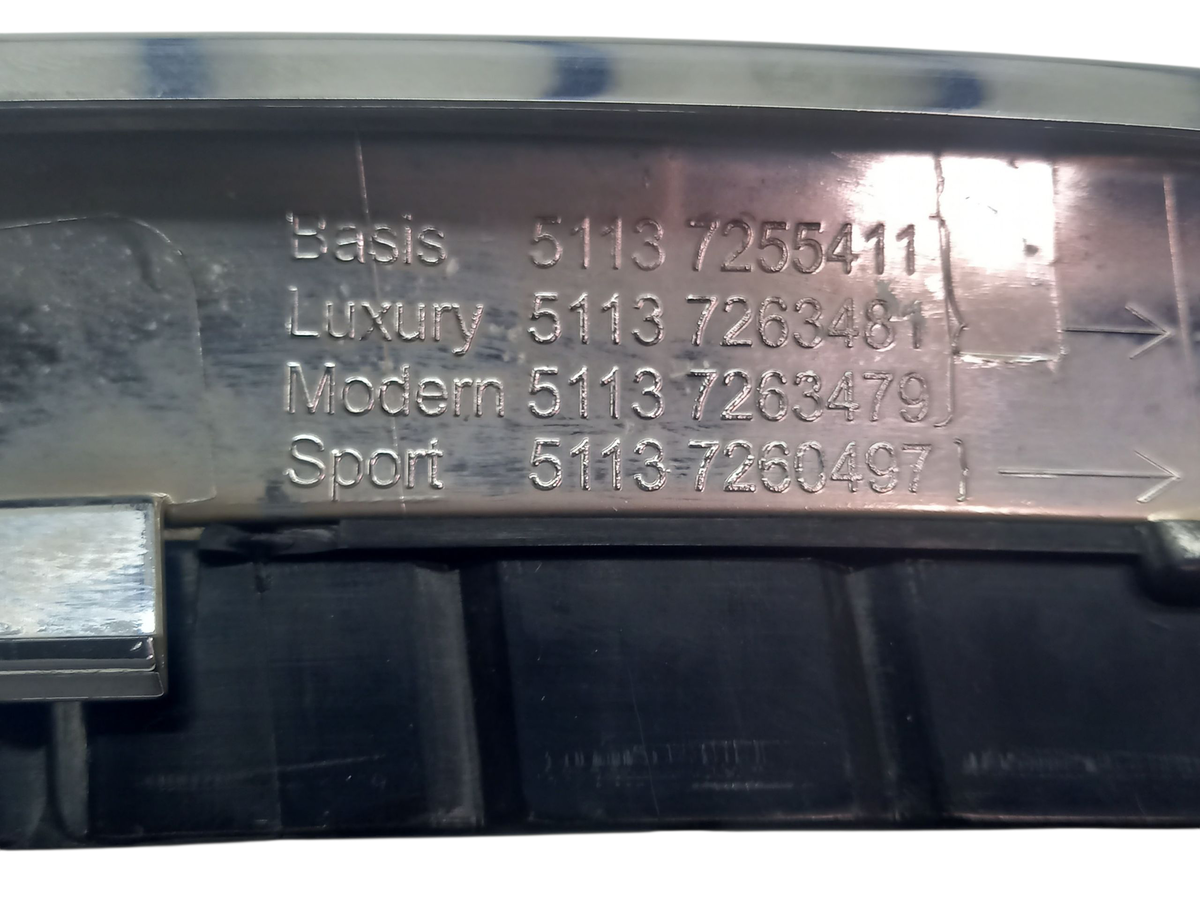 Basis 5113 7255411
Luxury 5113 7263481
Modern 5113 7263479
Sport 5113 7260497